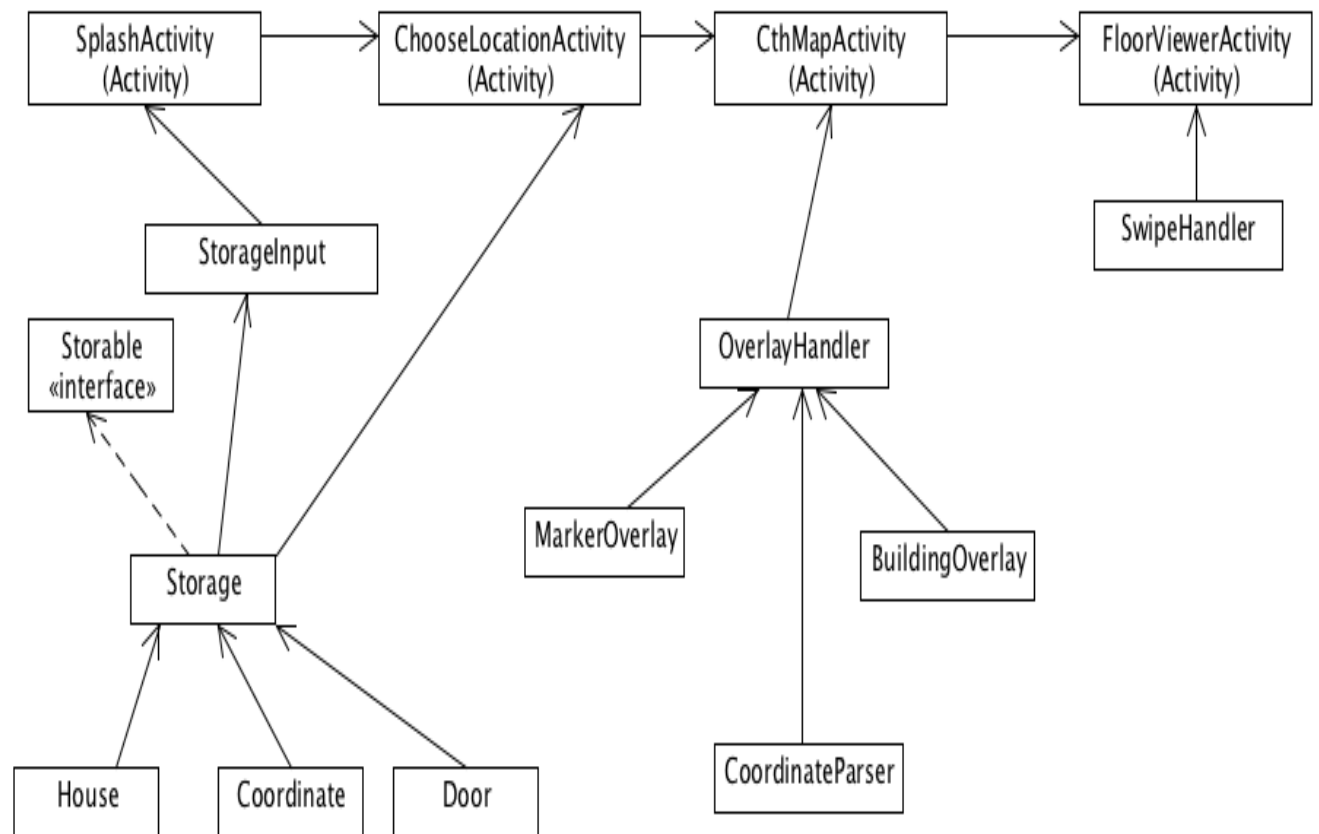 SplashActivity
(Activity)
ChooseLocationActivity
(Activity)
CthMapActivity
(Activity)
FloorViewerActivity
(Activity)
StorageInput
SwipeHandler
Storable
«interface»
OverlayHandler
MarkerOverlay
BuildingOverlay
Storage
House
Coordinate
Door
CoordinateParser